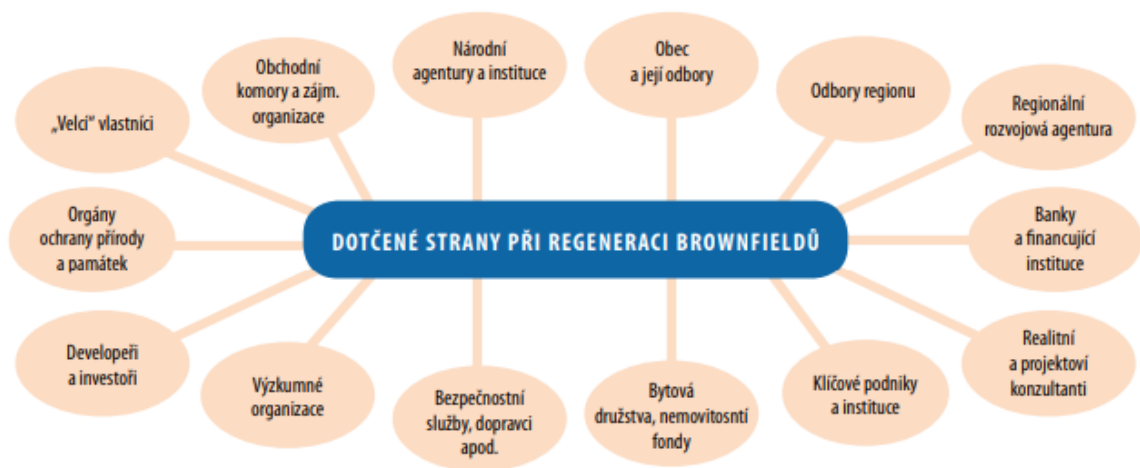 Národní
agentury a instituce
Obec
a její odbory
Obchodní
komory a zájm.
organizace
Odbory regionu
Regionální
rozvojová agentura
„Velcí“ vlastníci
Orgány
ochrany přírody
a památek
DOTČENÉ STRANY PŘI REGENERACI BROWNFIELDŮ
Banky
a financující
instituce
Developeři
a investoři
Výzkumné
organizace
Bezpečnostní
služby, dopravci
apod.
Bytová
družstva, nemovitosntí
fondy
Klíčové podniky
a instituce
Realitní
a projektoví
konzultanti